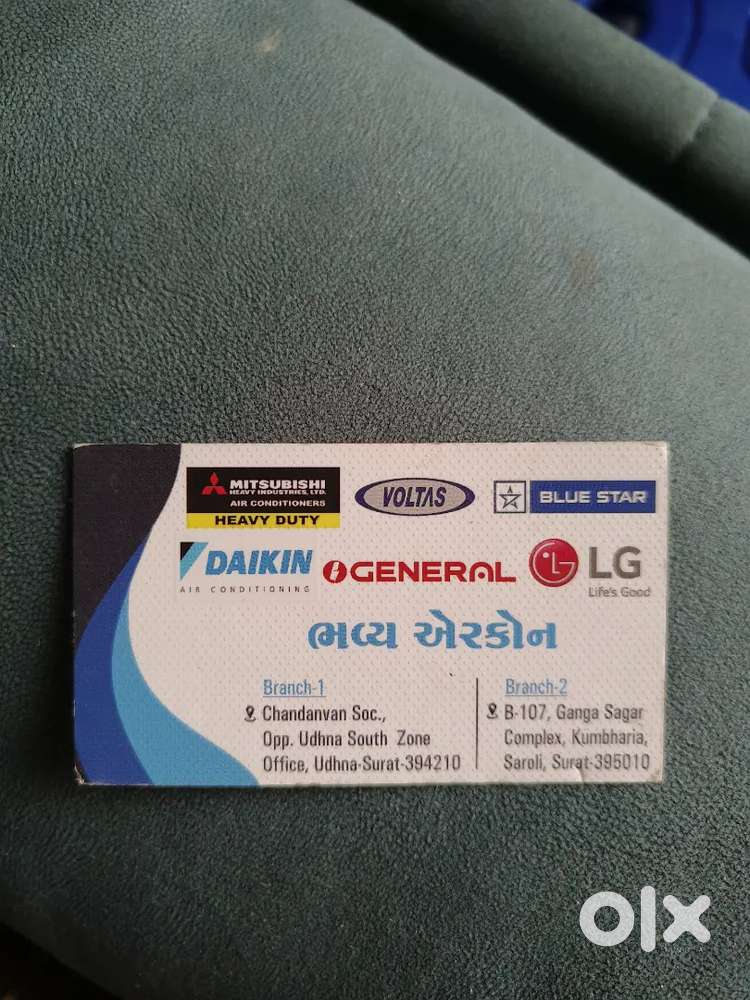 MITSUBISHI
HEAVY INDUSTRIES, LTD.
AIR CONDITIONERS
HEAVY DUTY
VOLTAS
BLUE STAR
DAIKIN
AIR CONDITIONING
GENERAL
LG
Life's Good
ભવ્ય એરકોન
Branch-1
Chandanvan Soc.,
Opp. Udhna South Zone
Office, Udhna-Surat-394210
Branch-2
B-107, Ganga Sagar
Complex, Kumbharia,
Saroli, Surat-395010
olx